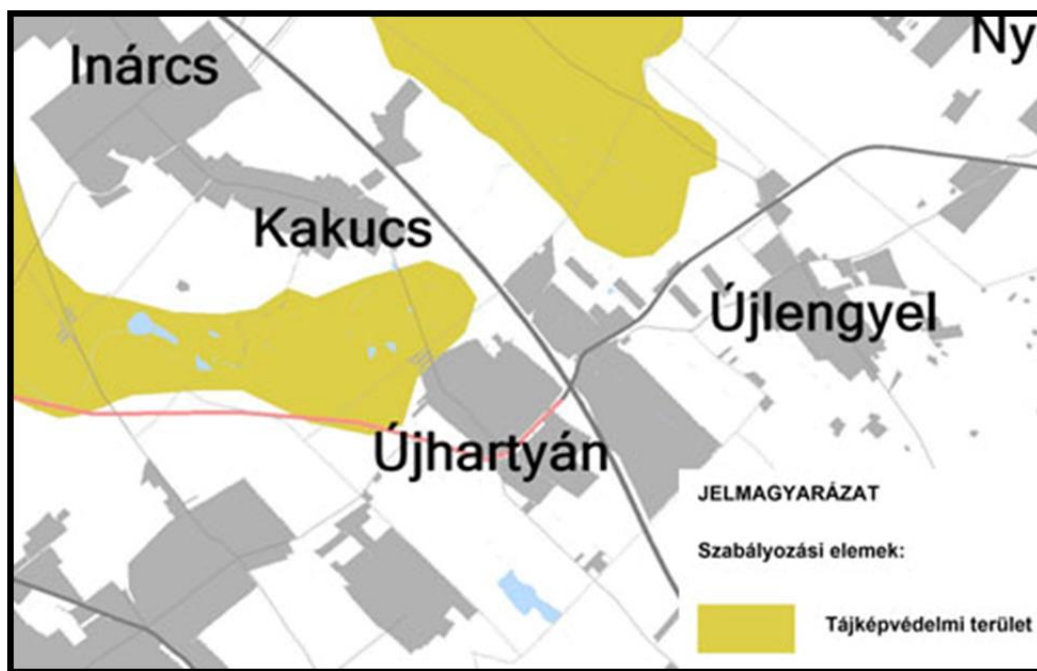 Inárcs
Ny
Kakucs
Újlengyel
Újhartyán
JELMAGYARÁZAT
Szabályozási elemek:
Tájképvédelmi terület